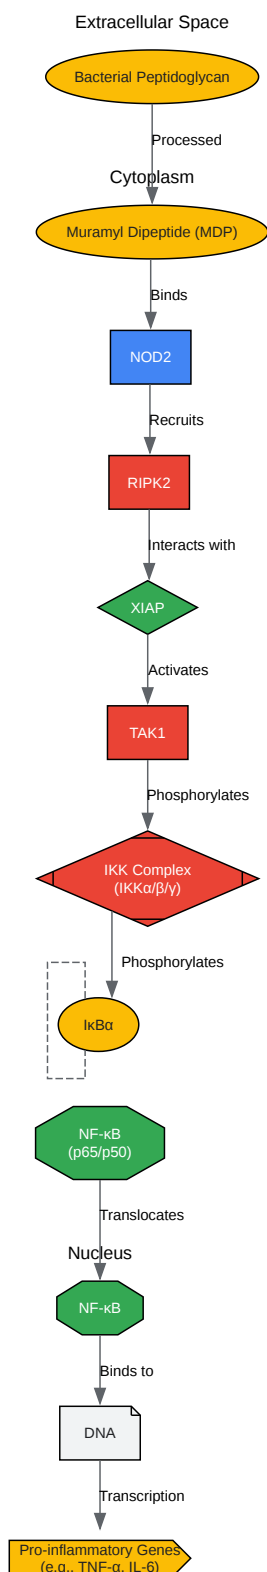 Extracellular Space
Bacterial Peptidoglycan
Processed
Cytoplasm
Muramyl Dipeptide (MDP)
Binds
NOD2
Recruits
RIPK2
Interacts with
XIAP
Activates
TAK1
Phosphorylates
IKK Complex
(IKKα/β/γ)
Phosphorylates
IκBα
NF-κB
(p65/p50)
Translocates
Nucleus
NF-κB
Binds to
DNA
Transcription
Pro-inflammatory Genes
(e.g., TNF-α, IL-6)